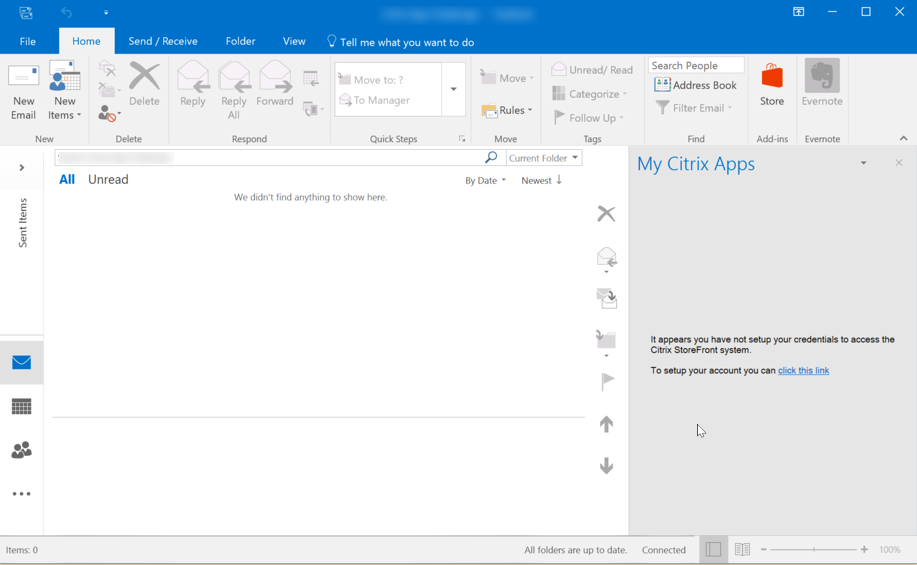 File
Home
Send / Receive
Folder
View
Tell me what you want to do
New
Email
New
Items
Delete
Reply
Reply
All
Forward
Move to: ?
To Manager
Move
Rules
Unread/ Read
Categorize
Follow Up
Search People
Address Book
Filter Email
Store
Evernote
New
Delete
Respond
Quick Steps
Move
Tags
Find
Add-ins
Evernote
Current Folder
All Unread
By Date
Newest ↓
We didn't find anything to show here.
Sent Items
My Citrix Apps
It appears you have not setup your credentials to access the
Citrix StoreFront system.
To setup your account you can click this link
Items: 0
All folders are up to date.
Connected
100%